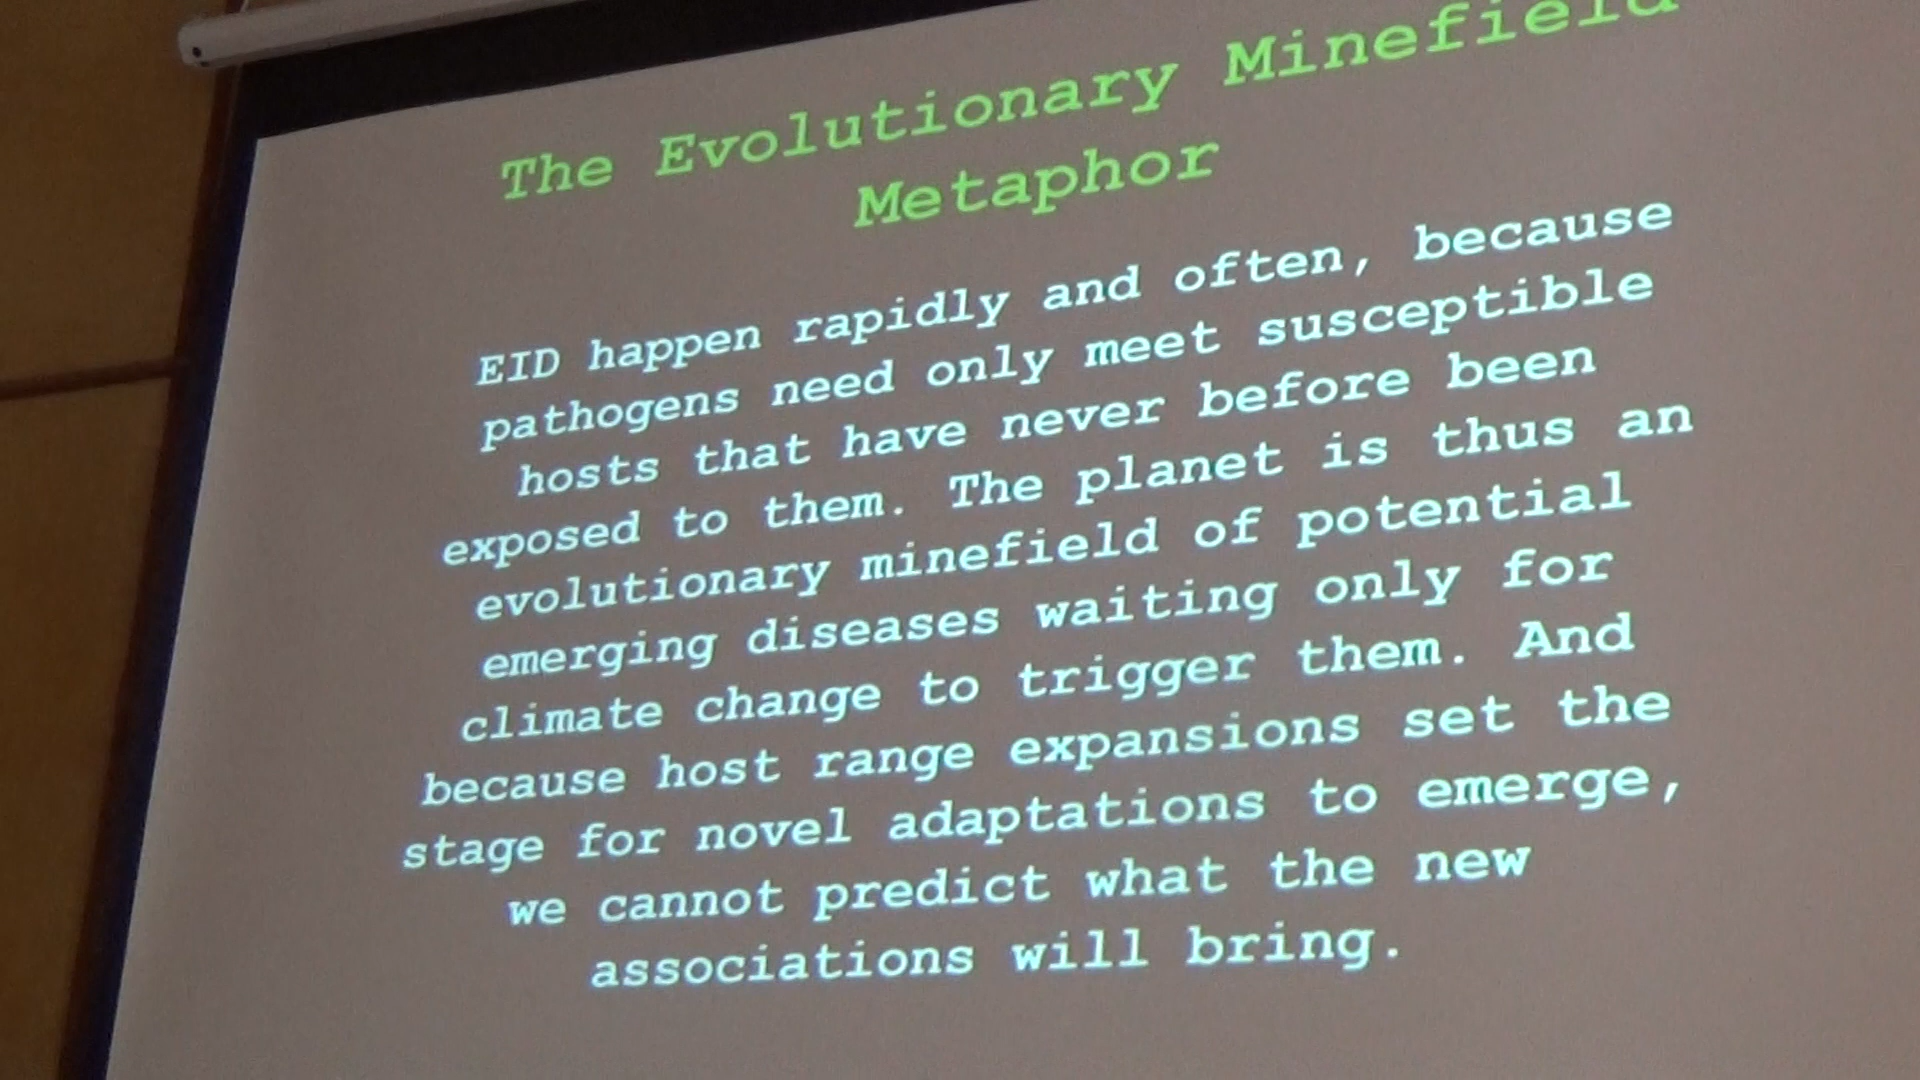 The Evolutionary Minefield
Metaphor
EID happen rapidly and often, because
pathogens need only meet susceptible
hosts that have never before been
exposed to them. The planet is thus an
evolutionary minefield of potential
emerging diseases waiting only for
climate change to trigger them. And
because host range expansions set the
stage for novel adaptations to emerge,
we cannot predict what the new
associations will bring.